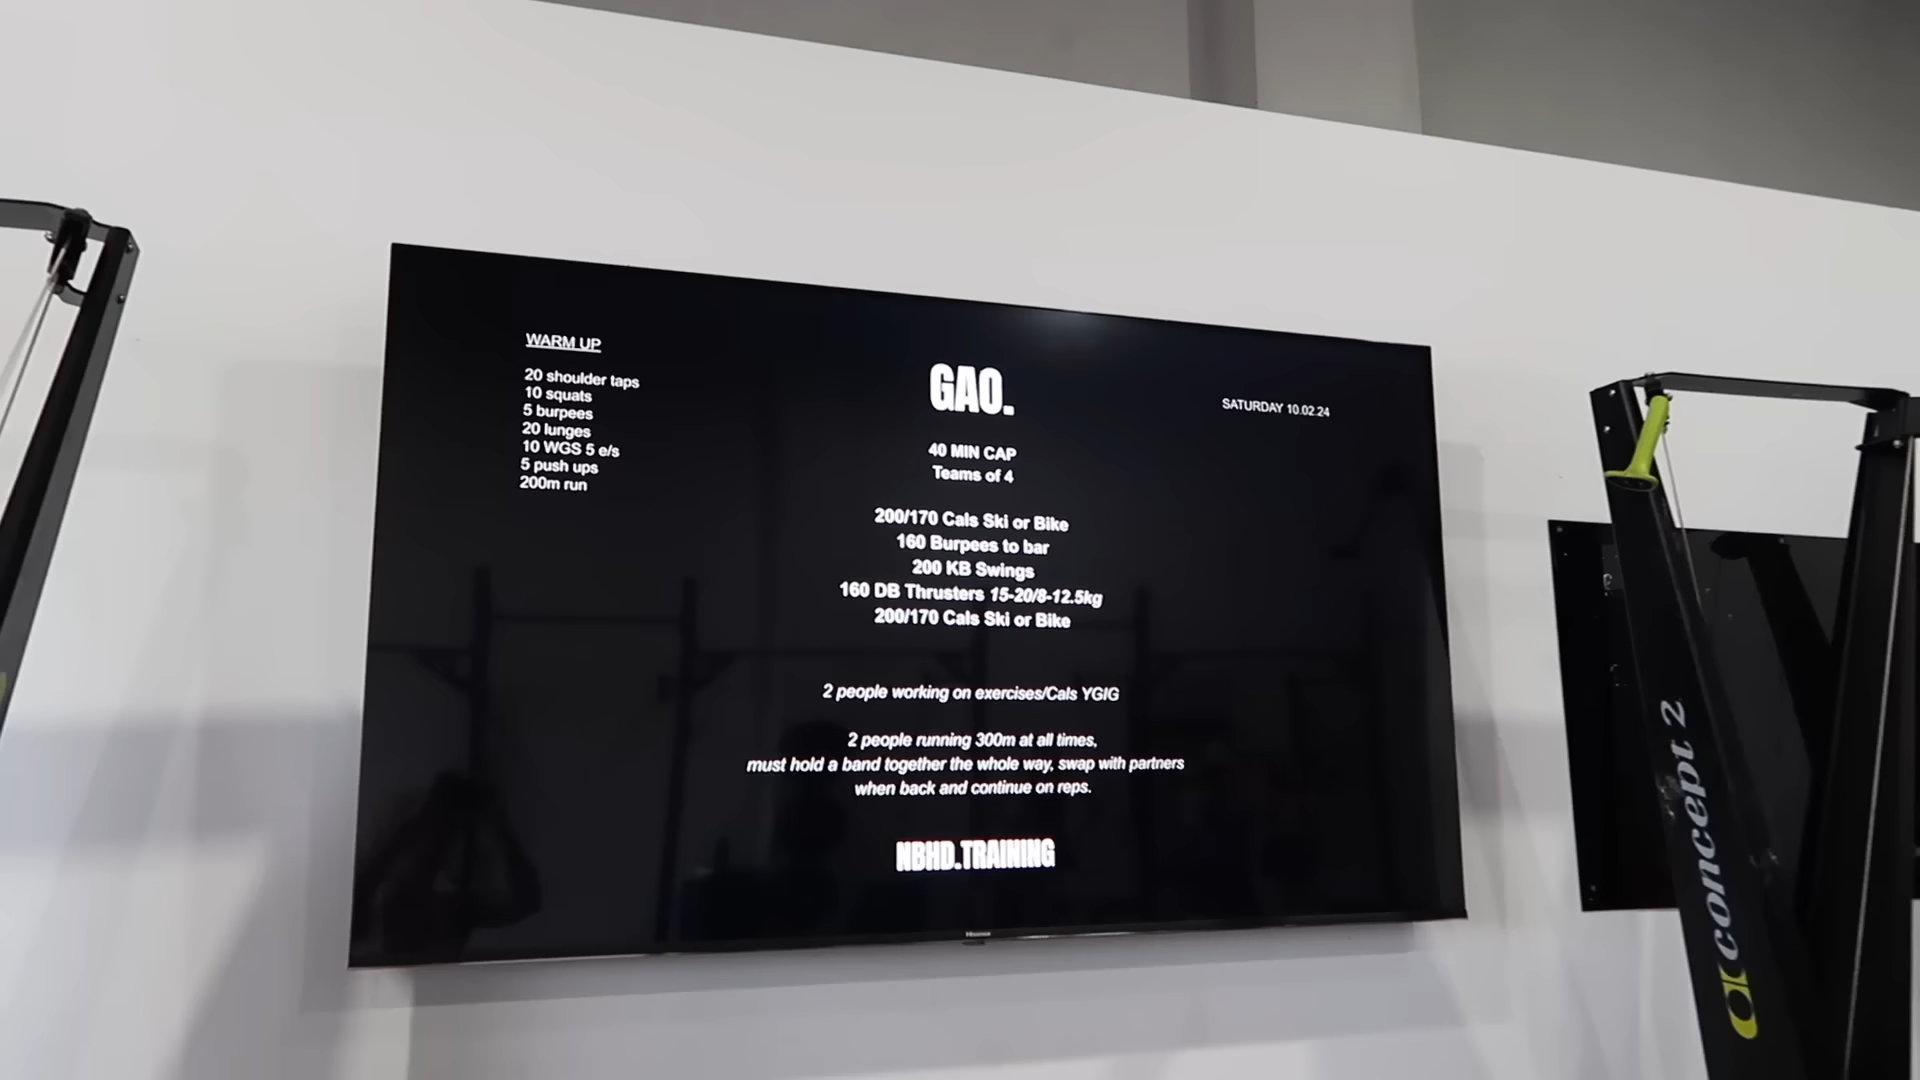 WARM UP
20 shoulder taps
10 squats
5 burpees
20 lunges
10 WGS 5 e/s
5 push ups
200m run
GAO.
SATURDAY 10.02.24
40 MIN CAP
Teams of 4
200/170 Cals Ski or Bike
160 Burpees to bar
200 KB Swings
160 DB Thrusters 15-20/8-12.5kg
200/170 Cals Ski or Bike
2 people working on exercises/Cals YGIG
2 people running 300m at all times,
must hold a band together the whole way, swap with partners
when back and continue on reps.
NBHD.TRAINING
Hisense
concept 2